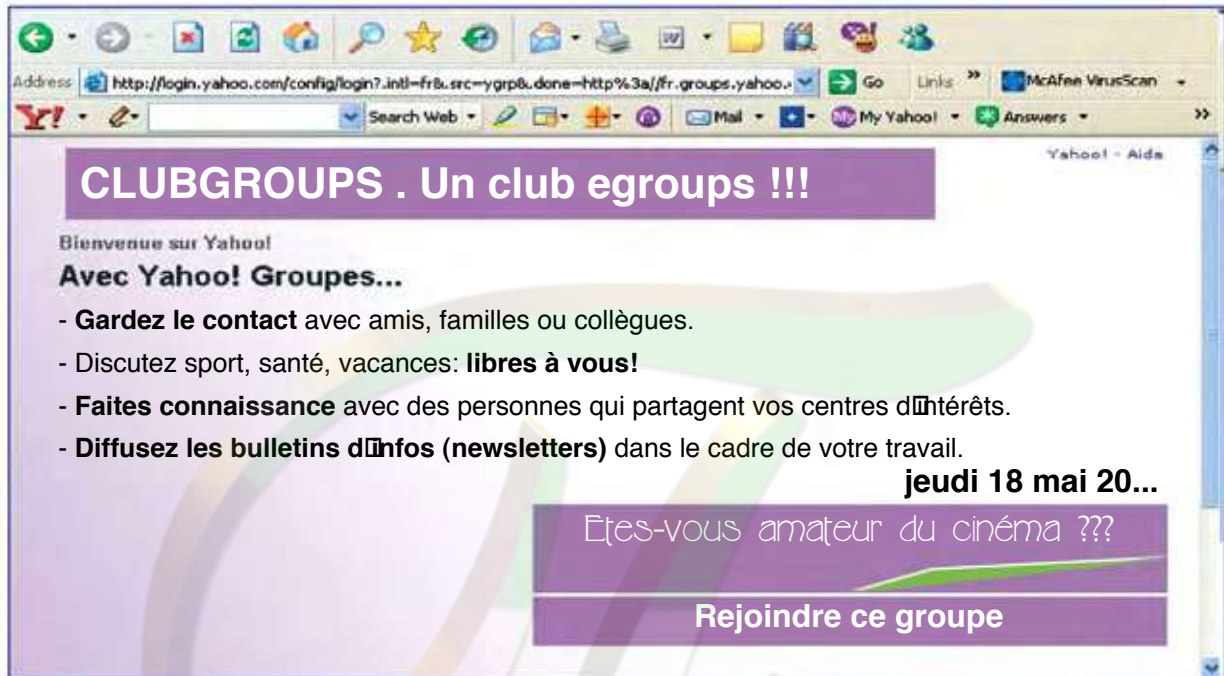 Address http://login.yahoo.com/config/login?.intl=fr&.src=ygrp&.done=http%3a//fr.groups.yahoo. Go Links » McAfee VirusScan
Y! Search Web Mail My Yahoo! Answers »
Yahoo! - Aide
CLUBGROUPS . Un club egroups !!!
Bienvenue sur Yahoo!
Avec Yahoo! Groupes...
- Gardez le contact avec amis, familles ou collègues.
- Discutez sport, santé, vacances: libres à vous!
- Faites connaissance avec des personnes qui partagent vos centres d□intérêts.
- Diffusez les bulletins d□infos (newsletters) dans le cadre de votre travail.
jeudi 18 mai 20...
Etes-vous amateur du cinéma ???
Rejoindre ce groupe